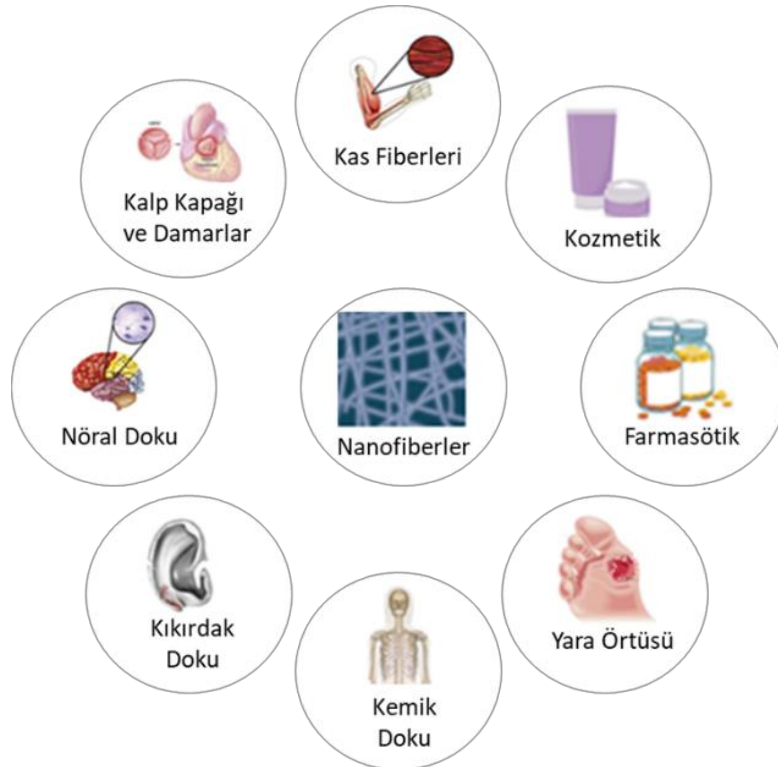 Kas Fiberleri
Kalp Kapağı
ve Damarlar
Kozmetik
Nöral Doku
Nanofiberler
Farmasötik
Kıkırdak
Doku
Yara Örtüsü
Kemik
Doku